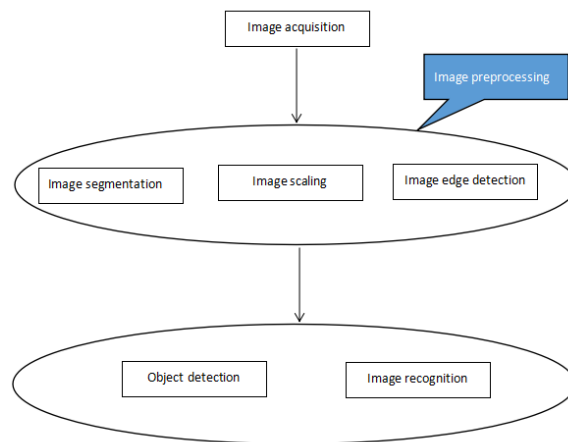 Image acquisition
Image preprocessing
Image segmentation
Image scaling
Image edge detection
Object detection
Image recognition